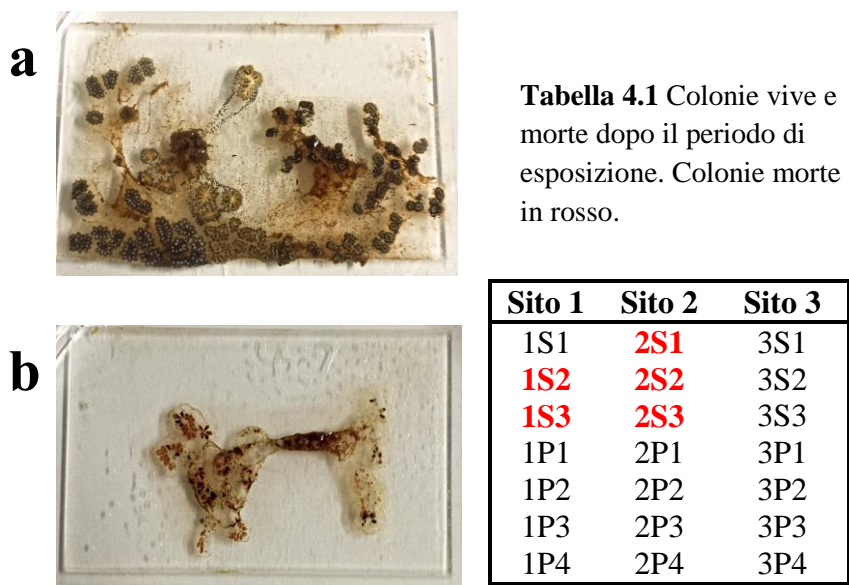 a
Tabella 4.1 Colonie vive e
morte dopo il periodo di
esposizione. Colonie morte
in rosso.
b
Sito 1 Sito 2 Sito 3
1S1 2S1 3S1
1S2 2S2 3S2
1S3 2S3 3S3
1P1 2P1 3P1
1P2 2P2 3P2
1P3 2P3 3P3
1P4 2P4 3P4